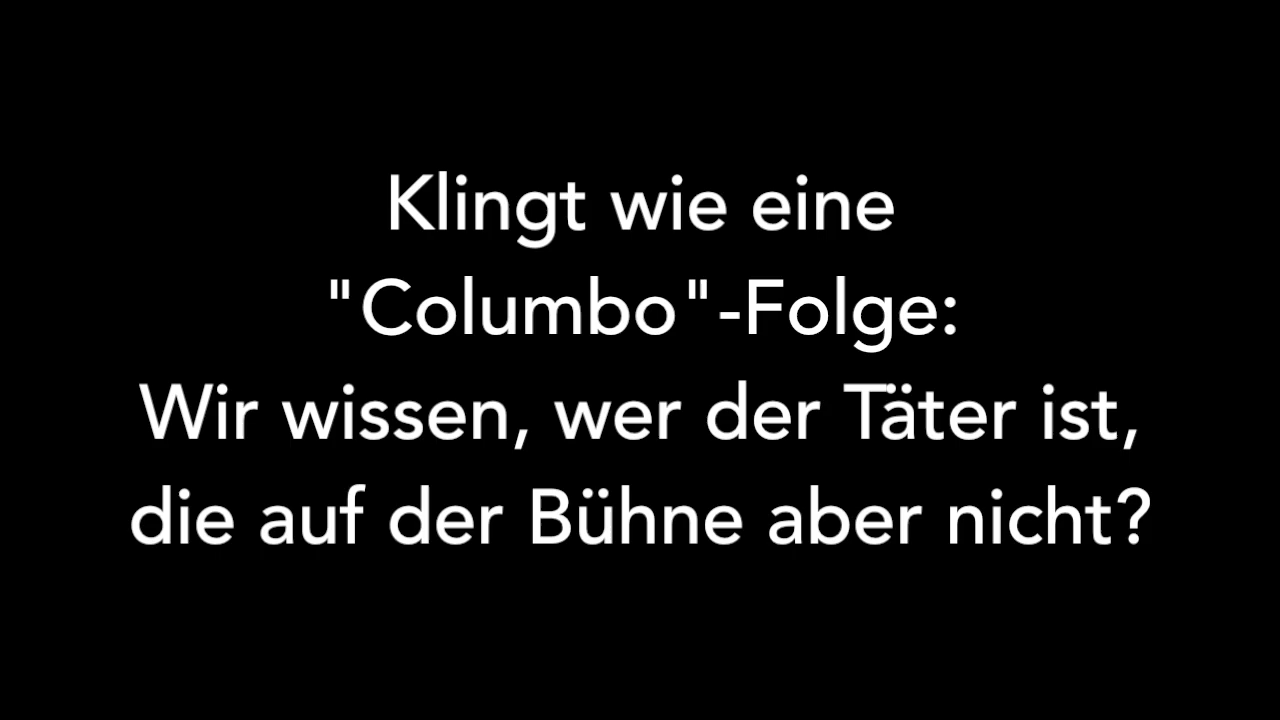 Klingt wie eine
"Columbo"-Folge:
Wir wissen, wer der Täter ist,
die auf der Bühne aber nicht?